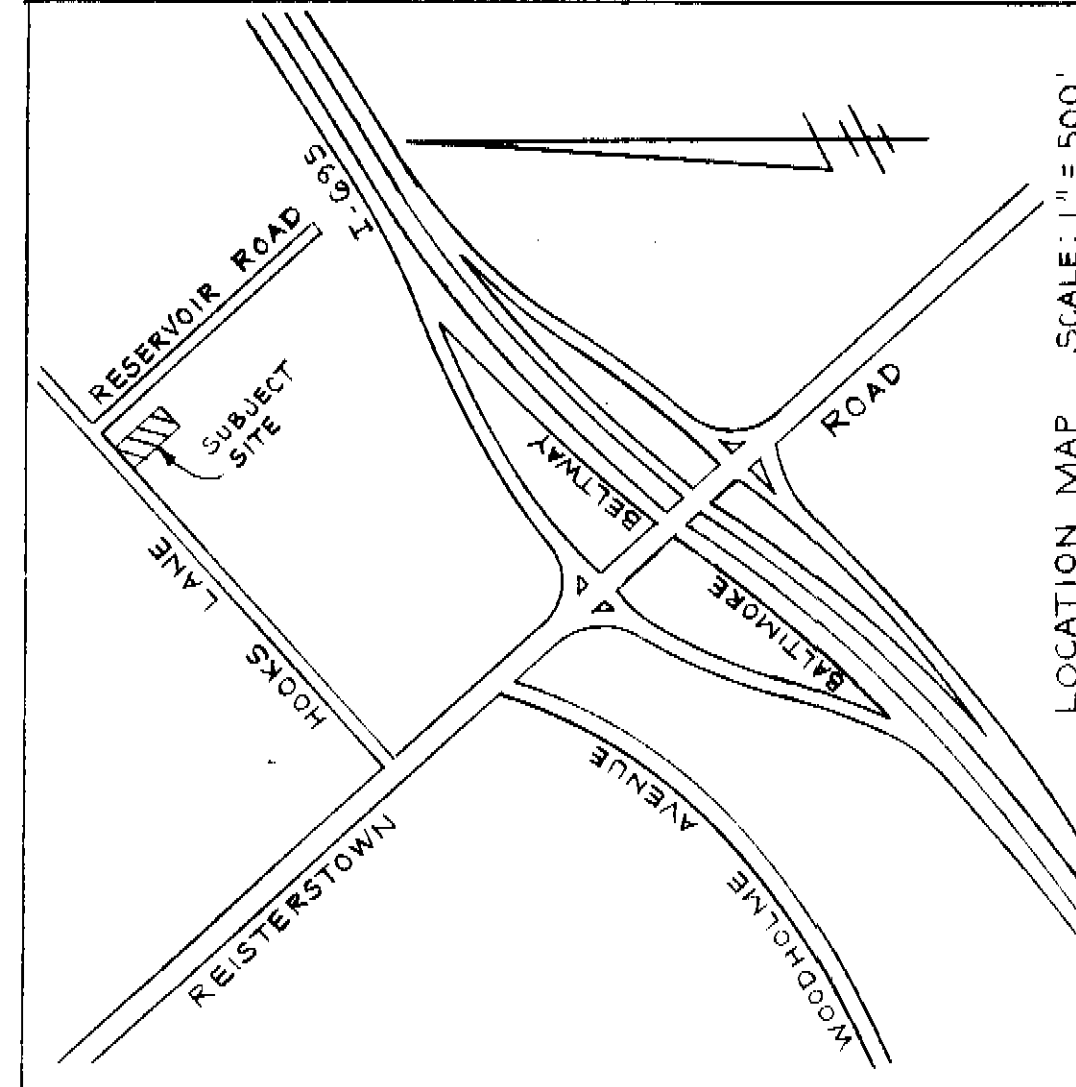 I-695
RESERVOIR ROAD
SUBJECT
SITE
HOOKS LANE
BALTIMORE BELTWAY
REISTERSTOWN ROAD
WOODHOLME AVENUE
LOCATION MAP SCALE: 1" = 500'